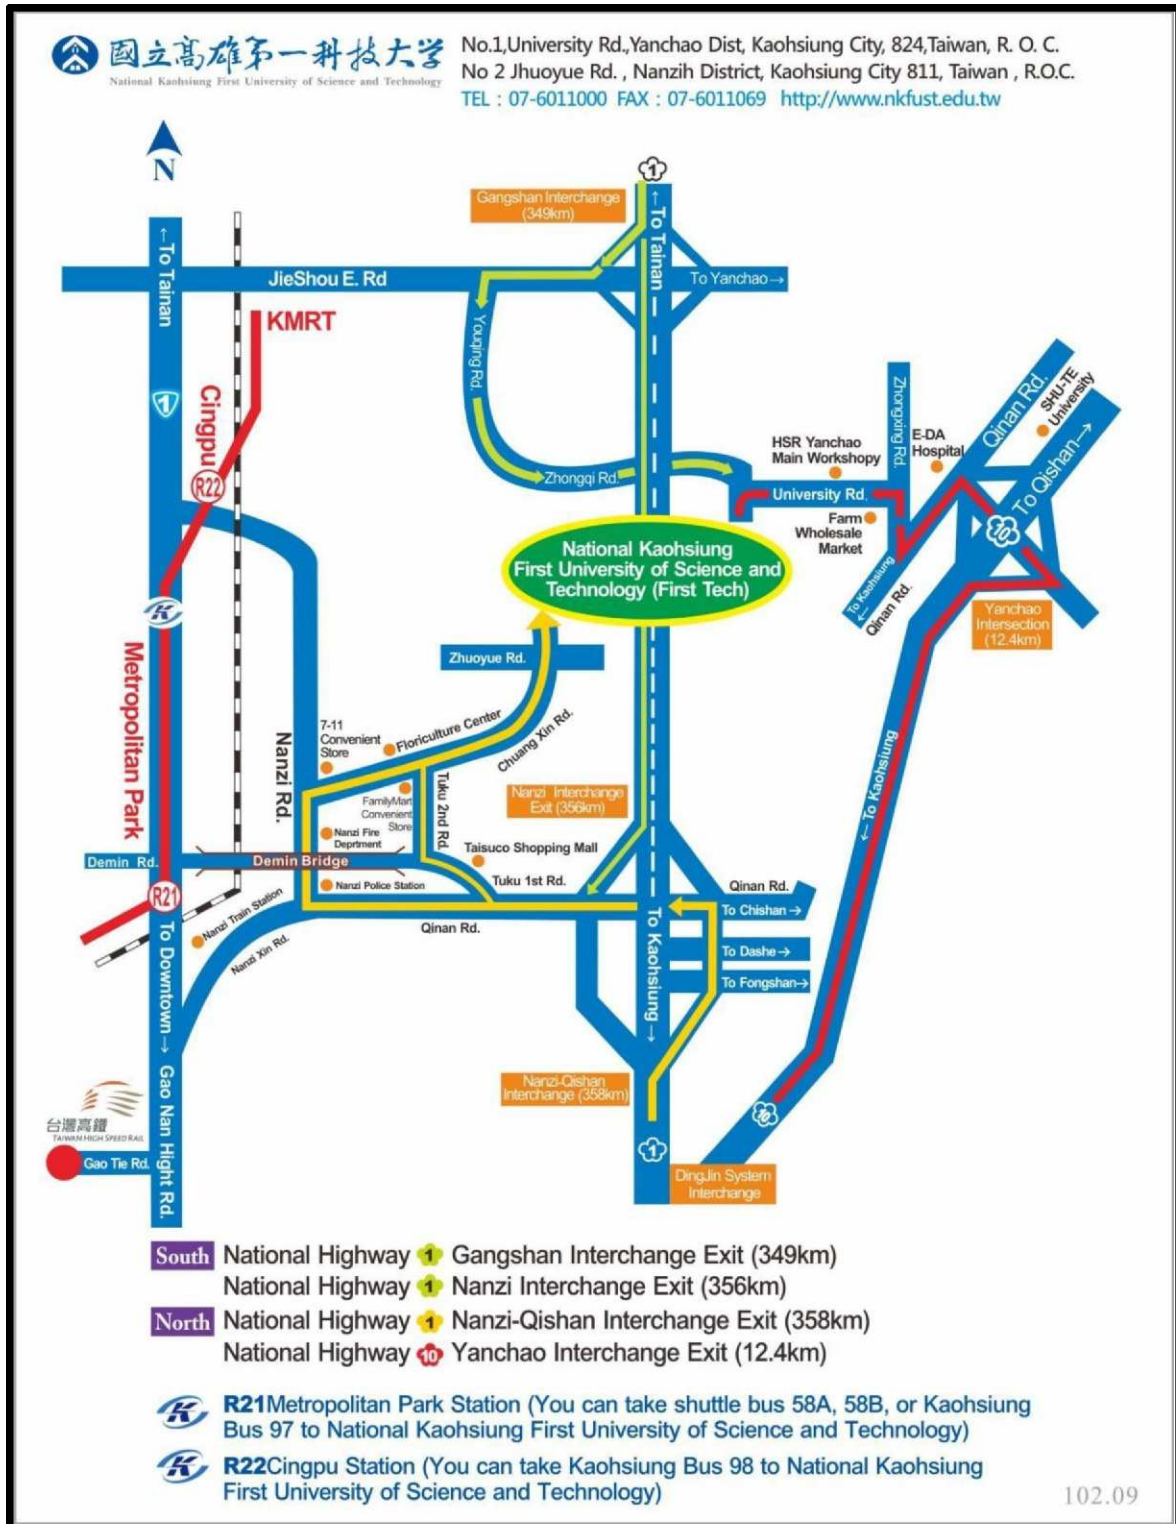 國立高雄第一科技大学
National Kaohsiung First University of Science and Technology
No.1,University Rd.,Yanchao Dist, Kaohsiung City, 824,Taiwan, R. O. C.
No 2 Jhuoyue Rd. , Nanzih District, Kaohsiung City 811, Taiwan , R.O.C.
TEL : 07-6011000 FAX : 07-6011069 http://www.nkfust.edu.tw
N
1
Gangshan Interchange
(349km)
←To Tainan
←To Tainan
JieShou E. Rd
To Yanchao→
KMRT
Youqing Rd.
1
Cingpu
R22
Zhongxing Rd.
Qinan Rd.
SHU-TE
University
To Qishan→
HSR Yanchao
Main Workshopy
E-DA
Hospital
Zhongqi Rd.
University Rd.
Farm
Wholesale
Market
10
National Kaohsiung
First University of Science and
Technology (First Tech)
To Kaohsiung
←
Qinan Rd.
Yanchao
Intersection
(12.4km)
K
Metropolitan Park
Zhuoyue Rd.
7-11
Convenient
Store
Floriculture Center
Chuang Xin Rd.
Nanzi Rd.
← To Kaohsiung
Nanzi Interchange
Exit (356km)
FamilyMart
Convenient
Store
Tuku 2nd Rd.
Nanzi Fire
Deprtment
Taisuco Shopping Mall
Demin Rd.
Demin Bridge
Nanzi Police Station
Tuku 1st Rd.
Qinan Rd.
R21
Nanzi Train Station
To Chishan→
Qinan Rd.
Nanzi Xin Rd.
To Downtown→
To Kaohsiung→
To Dashe→
To Fongshan→
Gao Nan Hight Rd.
Nanzi-Qishan
Interchange (358km)
10
台灣高鐵
TAIWAN HIGH SPEED RAIL
Gao Tie Rd.
1
DingJin System
Interchange
South National Highway 1 Gangshan Interchange Exit (349km)
National Highway 1 Nanzi Interchange Exit (356km)
North National Highway 1 Nanzi-Qishan Interchange Exit (358km)
National Highway 10 Yanchao Interchange Exit (12.4km)
K R21Metropolitan Park Station (You can take shuttle bus 58A, 58B, or Kaohsiung
Bus 97 to National Kaohsiung First University of Science and Technology)
K R22Cingpu Station (You can take Kaohsiung Bus 98 to National Kaohsiung
First University of Science and Technology)
102.09